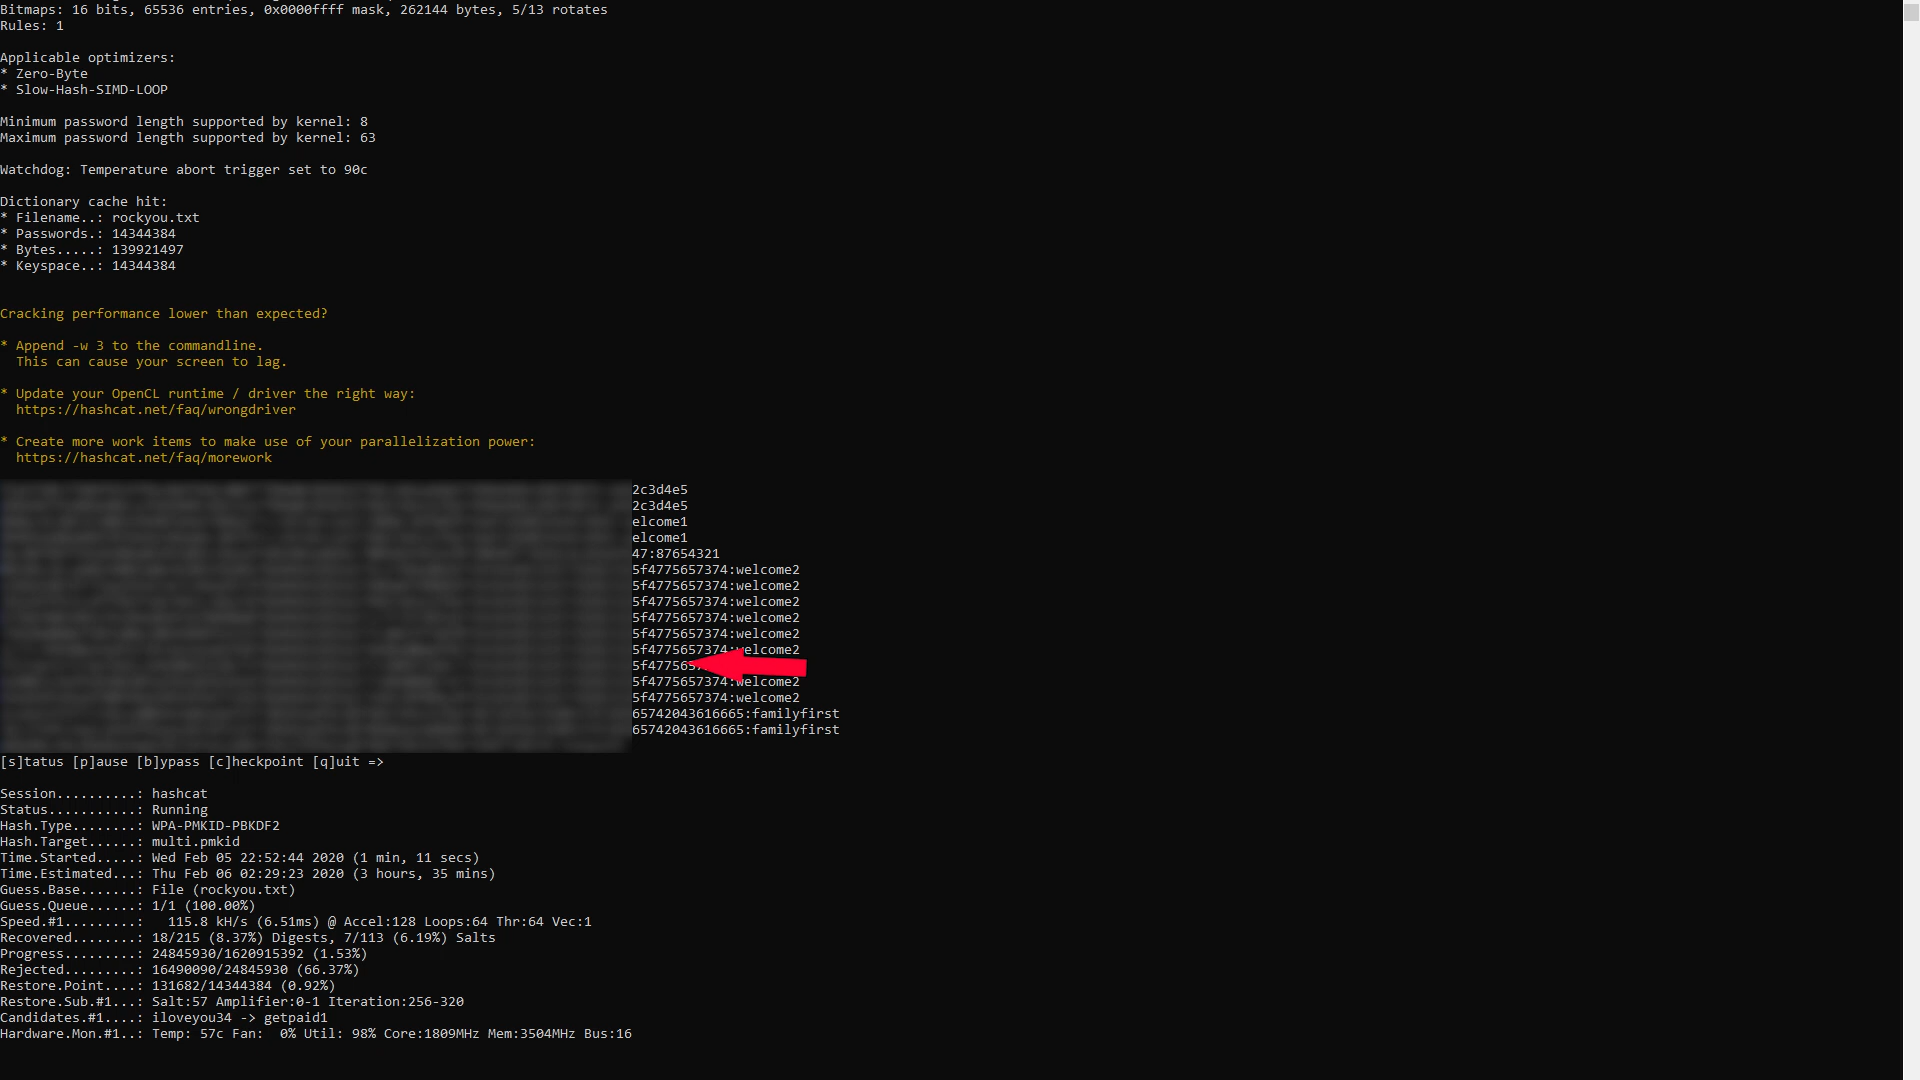 Bitmaps: 16 bits, 65536 entries, 0x0000ffff mask, 262144 bytes, 5/13 rotates
Rules: 1
Applicable optimizers:
* Zero-Byte
* Slow-Hash-SIMD-LOOP
Minimum password length supported by kernel: 8
Maximum password length supported by kernel: 63
Watchdog: Temperature abort trigger set to 90c
Dictionary cache hit:
* Filename..: rockyou.txt
* Passwords.: 14344384
* Bytes.....: 139921497
* Keyspace..: 14344384
Cracking performance lower than expected?
* Append -w 3 to the commandline.
This can cause your screen to lag.
* Update your OpenCL runtime / driver the right way:
https://hashcat.net/faq/wrongdriver
* Create more work items to make use of your parallelization power:
https://hashcat.net/faq/morework
2c3d4e5
2c3d4e5
elcome1
elcome1
47:87654321
5f4775657374:welcome2
5f4775657374:welcome2
5f4775657374:welcome2
5f4775657374:welcome2
5f4775657374:welcome2
5f4775657374:welcome2
5f47756
5f4775657374:welcome2
5f4775657374:welcome2
65742043616665:familyfirst
65742043616665:familyfirst
[s]tatus [p]ause [b]ypass [c]heckpoint [q]uit =>
Session..........: hashcat
Status...........: Running
Hash.Type........: WPA-PMKID-PBKDF2
Hash.Target......: multi.pmkid
Time.Started.....: Wed Feb 05 22:52:44 2020 (1 min, 11 secs)
Time.Estimated...: Thu Feb 06 02:29:23 2020 (3 hours, 35 mins)
Guess.Base.......: File (rockyou.txt)
Guess.Queue......: 1/1 (100.00%)
Speed.#1.........:   115.8 kH/s (6.51ms) @ Accel:128 Loops:64 Thr:64 Vec:1
Recovered........: 18/215 (8.37%) Digests, 7/113 (6.19%) Salts
Progress.........: 24845930/1620915392 (1.53%)
Rejected.........: 16490090/24845930 (66.37%)
Restore.Point....: 131682/14344384 (0.92%)
Restore.Sub.#1...: Salt:57 Amplifier:0-1 Iteration:256-320
Candidates.#1....: iloveyou34 -> getpaid1
Hardware.Mon.#1..: Temp: 57c Fan:  0% Util: 98% Core:1809MHz Mem:3504MHz Bus:16